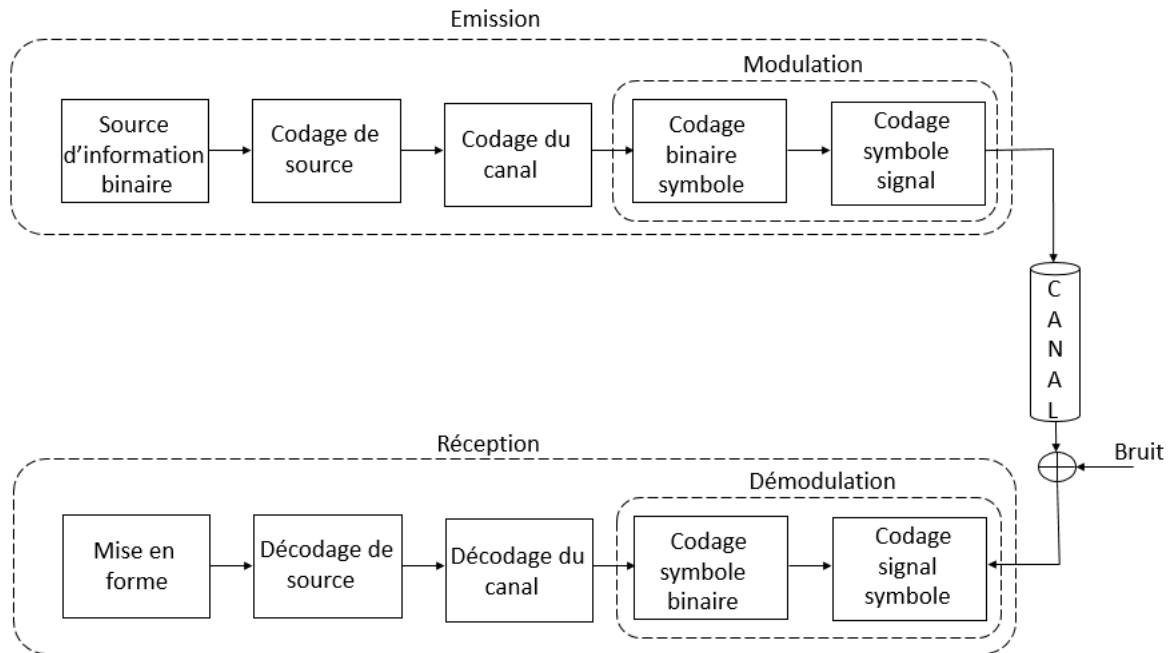 Emission
Modulation
Source
d'information
binaire
Codage de
source
Codage du
canal
Codage
binaire
symbole
Codage
symbole
signal
C
A
N
A
L
Bruit
Réception
Démodulation
Mise en
forme
Décodage de
source
Décodage du
canal
Codage
symbole
binaire
Codage
signal
symbole